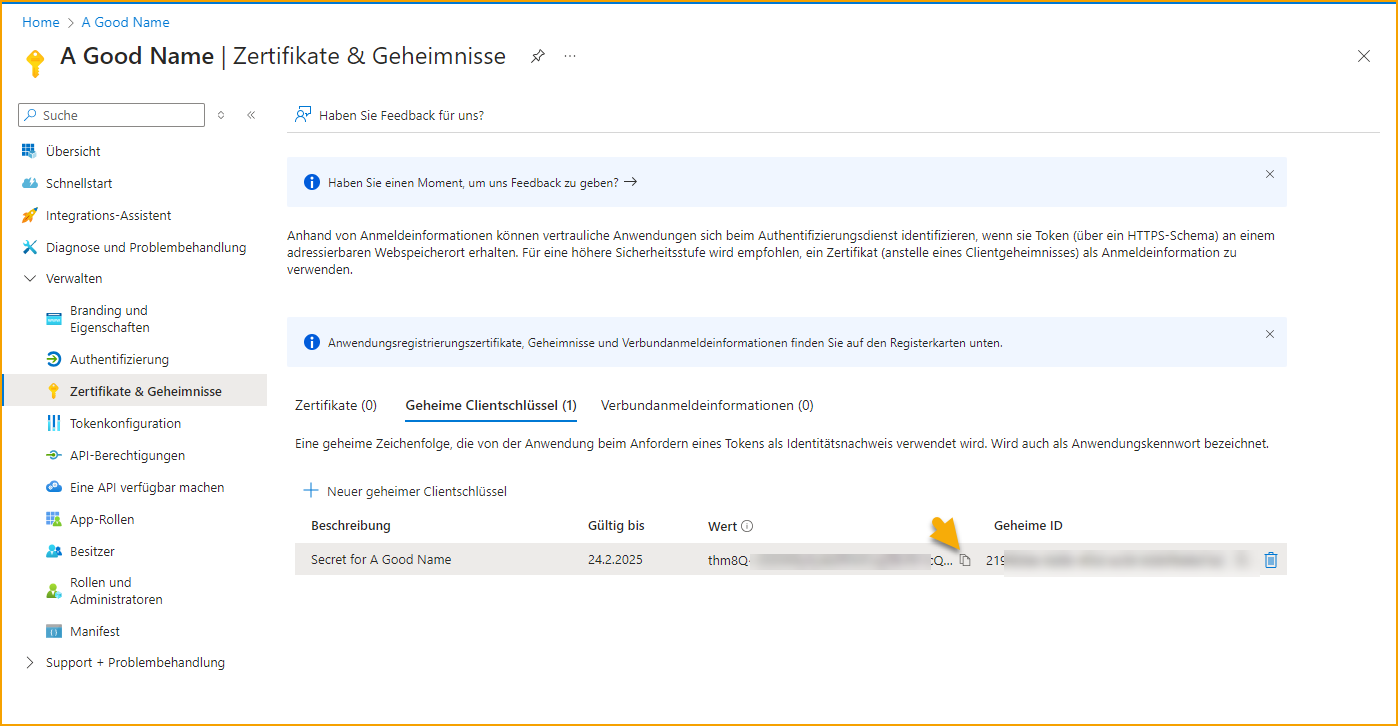 Home > A Good Name
A Good Name | Zertifikate & Geheimnisse ...
Suche
Übersicht
Schnellstart
Integrations-Assistent
Diagnose und Problembehandlung
Verwalten
Branding und
Eigenschaften
Authentifizierung
Zertifikate & Geheimnisse
Tokenkonfiguration
API-Berechtigungen
Eine API verfügbar machen
App-Rollen
Besitzer
Rollen und
Administratoren
Manifest
Support + Problembehandlung
Haben Sie Feedback für uns?
Haben Sie einen Moment, um uns Feedback zu geben? →
Anhand von Anmeldeinformationen können vertrauliche Anwendungen sich beim Authentifizierungsdienst identifizieren, wenn sie Token (über ein HTTPS-Schema) an einem
adressierbaren Webspeicherort erhalten. Für eine höhere Sicherheitsstufe wird empfohlen, ein Zertifikat (anstelle eines Clientgeheimnisses) als Anmeldeinformation zu
verwenden.
Anwendungsregistrierungszertifikate, Geheimnisse und Verbundanmeldeinformationen finden Sie auf den Registerkarten unten.
Zertifikate (0) Geheime Clientschlüssel (1) Verbundanmeldeinformationen (0)
Eine geheime Zeichenfolge, die von der Anwendung beim Anfordern eines Tokens als Identitätsnachweis verwendet wird. Wird auch als Anwendungskennwort bezeichnet.
Neuer geheimer Clientschlüssel
Beschreibung Gültig bis Wert Geheime ID
Secret for A Good Name 24.2.2025 thm8Q- cQ... 219